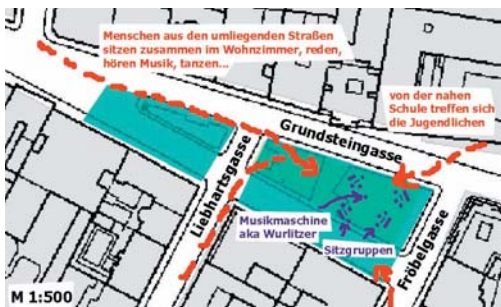 Menschen aus den umliegenden Straßen
sitzen zusammen im Wohnzimmer, reden,
hören Musik, tanzen...
von der nahen
Schule treffen sich
die Jugendlichen
Grundsteingasse
Liebhartsgasse
Musikmaschine
aka Wurlitzer
Sitzgruppen
Fröbelgasse
M 1:500